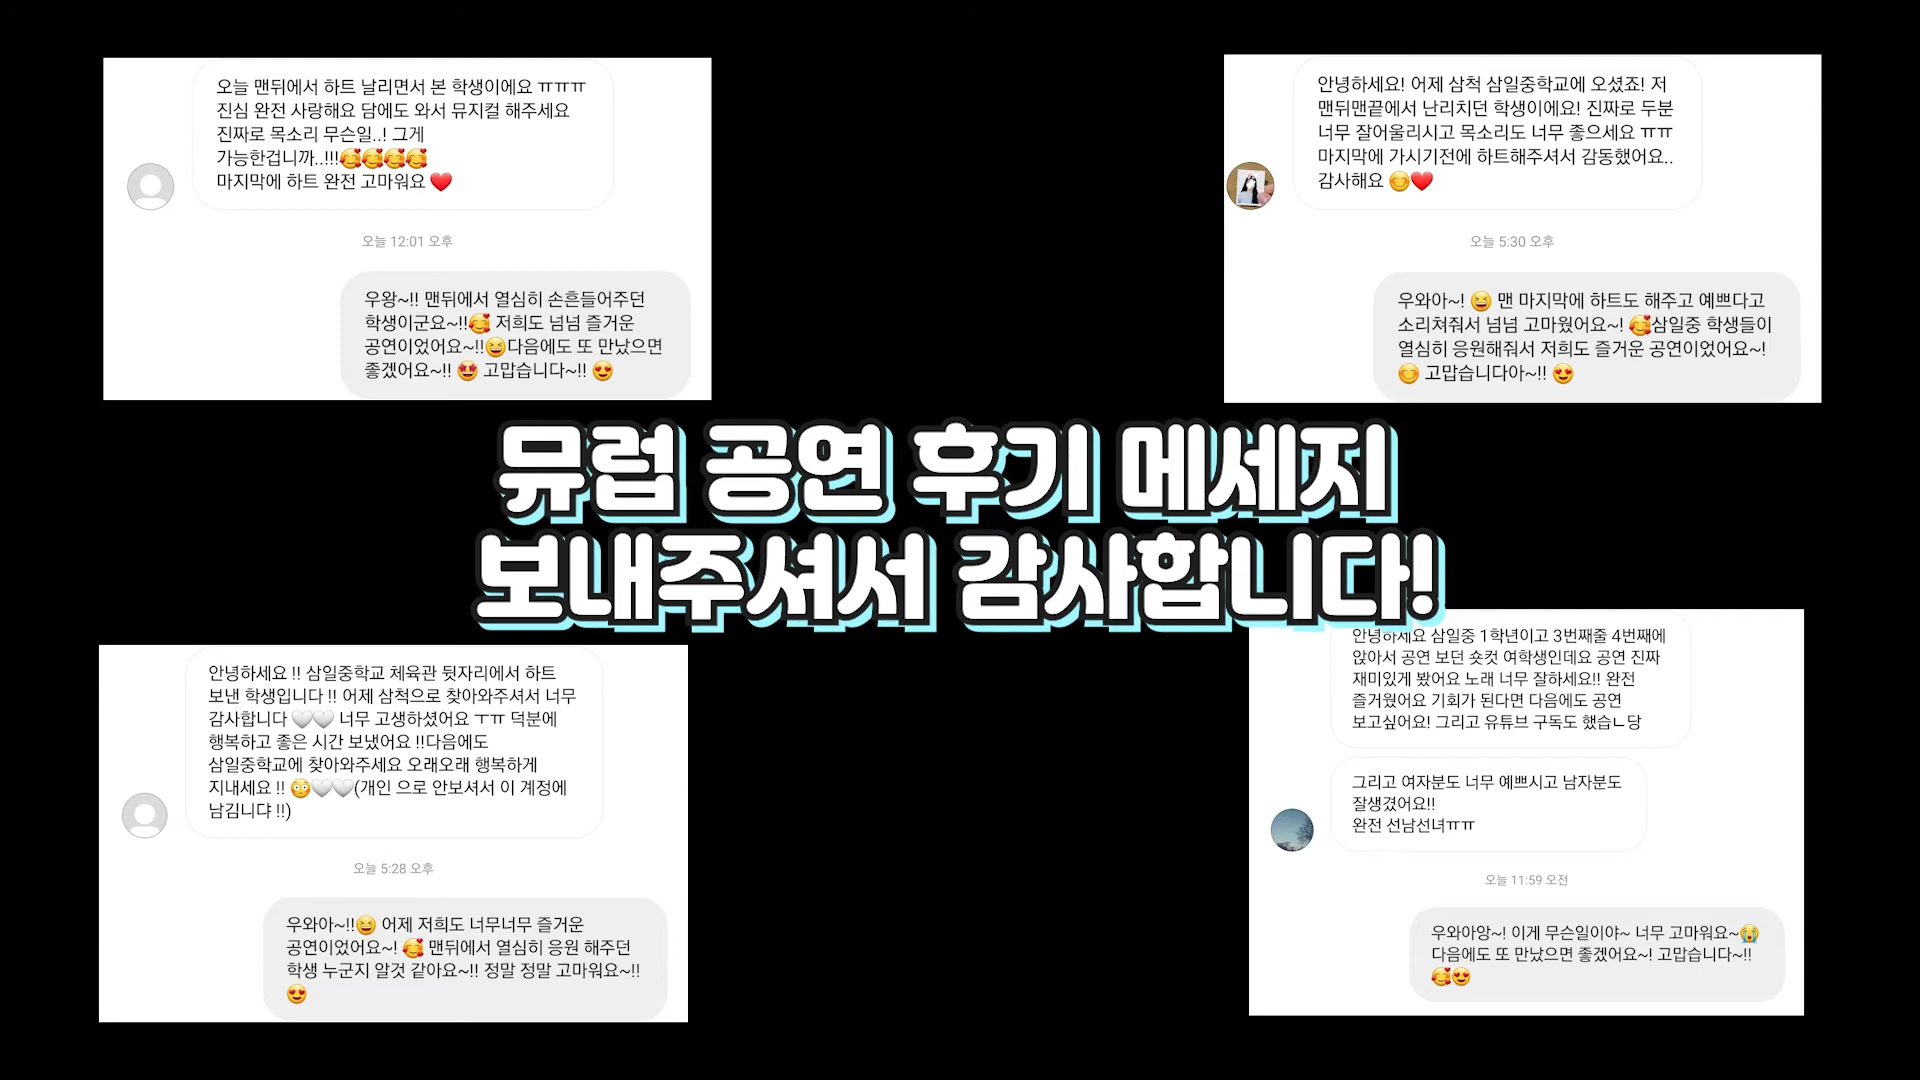 오늘 맨뒤에서 하트 날리면서 본 학생이에요 ㅠㅠㅠ
진심 완전 사랑해요 담에도 와서 뮤지컬 해주세요
진짜로 목소리 무슨일..! 그게
가능한겁니까..!!!🥰🥰🥰🥰
마지막에 하트 완전 고마워요 ❤️
오늘 12:01 오후
우왕~!! 맨뒤에서 열심히 손흔들어주던
학생이군요~!!🥰 저희도 넘넘 즐거운
공연이었어요~!!😆다음에도 또 만났으면
좋겠어요~!! 🤩 고맙습니다~!! 😍
안녕하세요! 어제 삼척 삼일중학교에 오셨죠! 저
맨뒤맨끝에서 난리치던 학생이에요! 진짜로 두분
너무 잘어울리시고 목소리도 너무 좋으세요 ㅠㅠ
마지막에 가시기전에 하트해주셔서 감동했어요..
감사해요 😊❤️
오늘 5:30 오후
우와아~! 😆 맨 마지막에 하트도 해주고 예쁘다고
소리쳐줘서 넘넘 고마웠어요~! 🥰삼일중 학생들이
열심히 응원해줘서 저희도 즐거운 공연이었어요~!
😊 고맙습니다아~!! 😍
뮤럽 공연 후기 메세지
보내주셔서 감사합니다!
안녕하세요 !! 삼일중학교 체육관 뒷자리에서 하트
보낸 학생입니다 !! 어제 삼척으로 찾아와주셔서 너무
감사합니다 🤍🤍 너무 고생하셨어요 ㅜㅠ 덕분에
행복하고 좋은 시간 보냈어요 !!다음에도
삼일중학교에 찾아와주세요 오래오래 행복하게
지내세요 !! 😳🤍🤍(개인 으로 안보셔서 이 계정에
남김니댜 !!)
오늘 5:28 오후
우와아~!!😆 어제 저희도 너무너무 즐거운
공연이었어요~! 🥰 맨뒤에서 열심히 응원 해주던
학생 누군지 알것 같아요~!! 정말 정말 고마워요~!!
😍
안녕하세요 삼일중 1학년이고 3번째줄 4번째에
앉아서 공연 보던 숏컷 여학생인데요 공연 진짜
재미있게 봤어요 노래 너무 잘하세요!! 완전
즐거웠어요 기회가 된다면 다음에도 공연
보고싶어요! 그리고 유튜브 구독도 했습ㄴ당
그리고 여자분도 너무 예쁘시고 남자분도
잘생겼어요!!
완전 선남선녀ㅠㅠ
오늘 11:59 오전
우와아앙~! 이게 무슨일이야~ 너무 고마워요~😭
다음에도 또 만났으면 좋겠어요~! 고맙습니다~!!
🥰😍